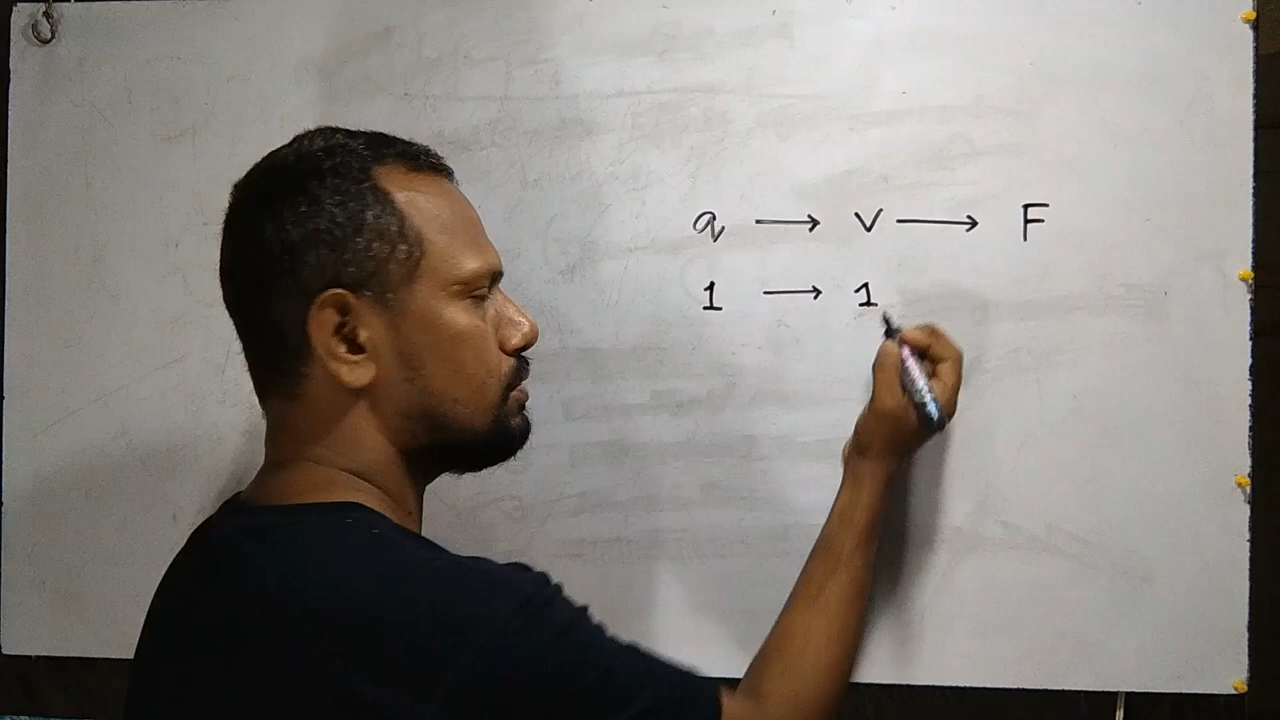 q → v → F
1 → 1